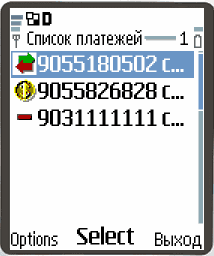 D
Список платежей 1
9055180502 С...
9055826828 С...
9031111111 С...
Options Select Выход